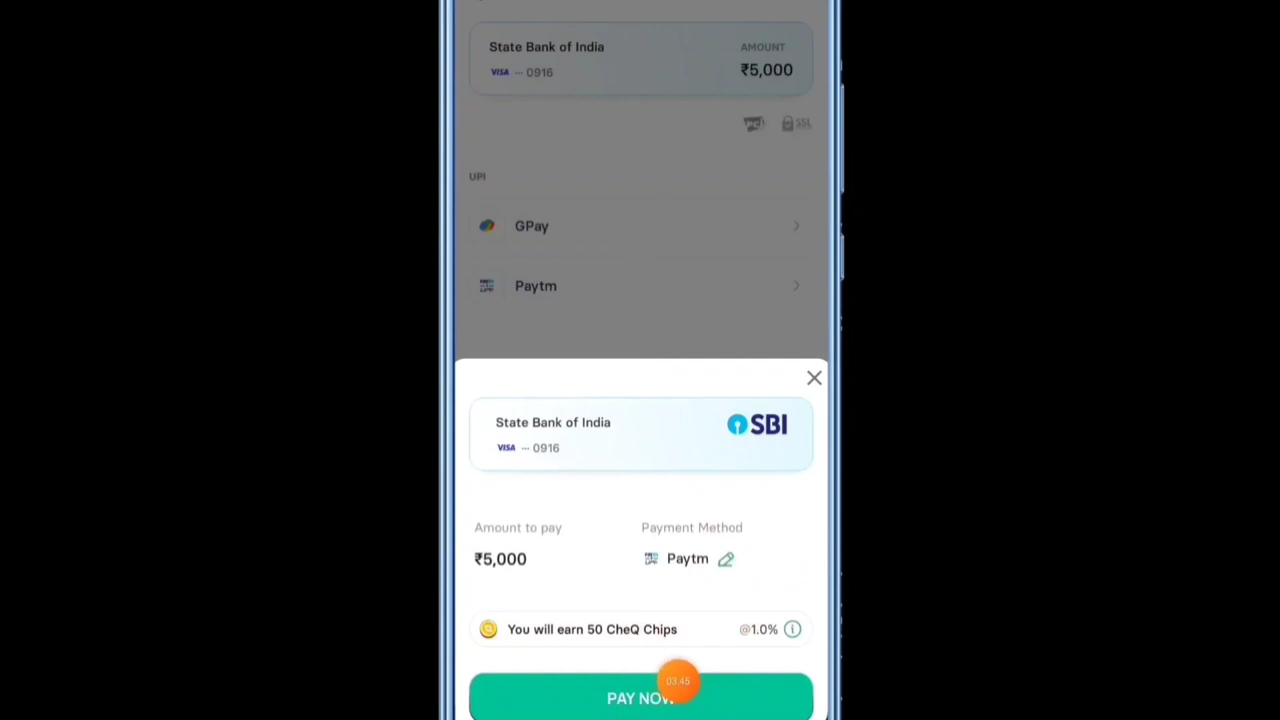 State Bank of India
AMOUNT
VISA ··· 0916
₹5,000
PCI
SSL
UPI
GPay
Paytm
State Bank of India
SBI
VISA ··· 0916
Amount to pay
Payment Method
₹5,000
Paytm
You will earn 50 CheQ Chips
@1.0%
PAY NOW
03:45